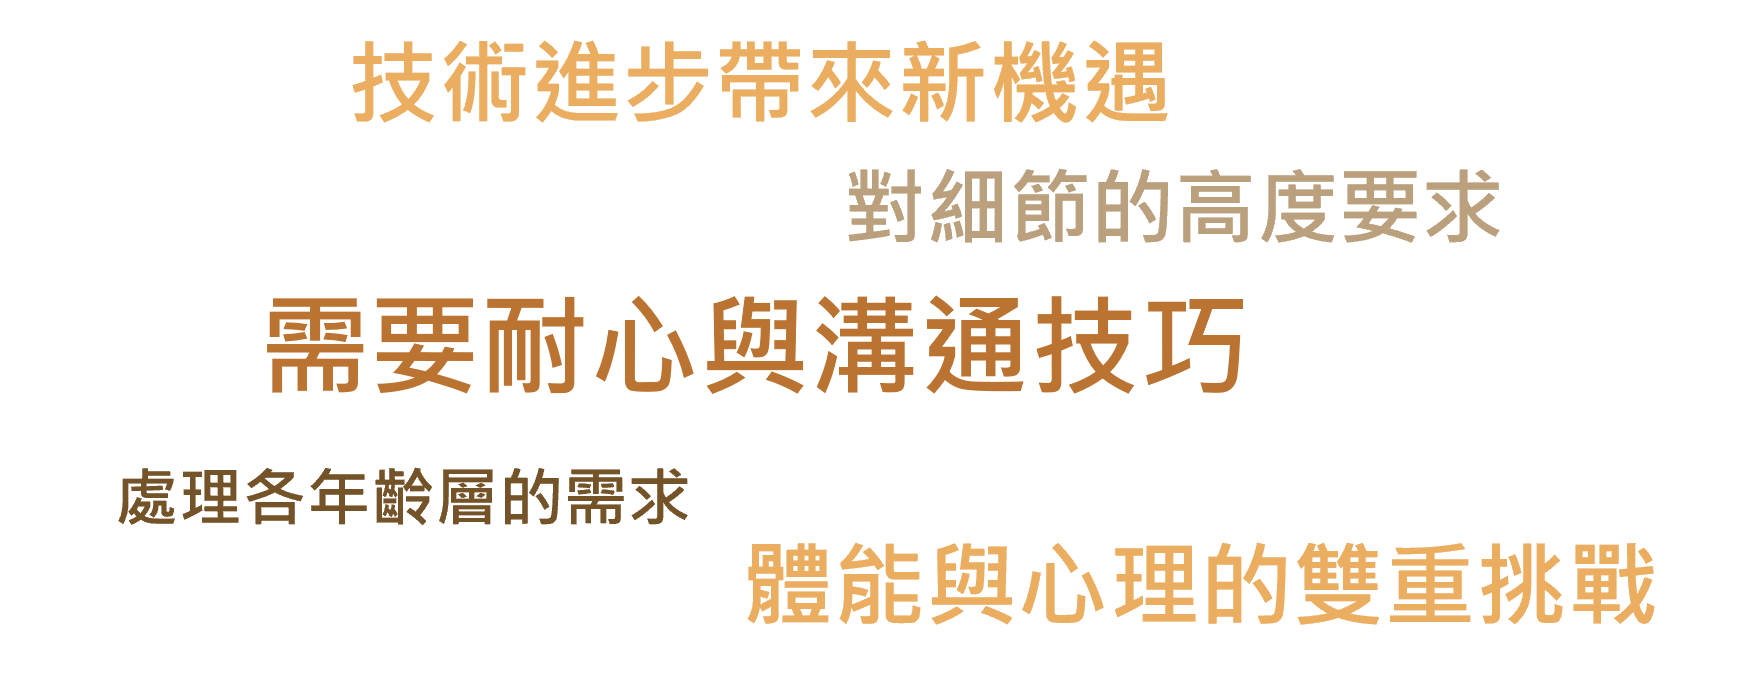 技術進步帶來新機遇
對細節的高度要求
需要耐心與溝通技巧
處理各年齡層的需求
體能與心理的雙重挑戰